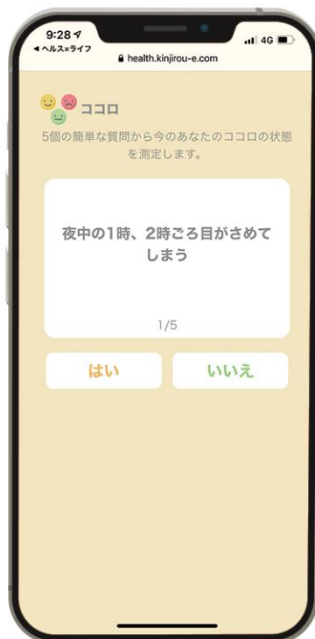 9:28
4G
◀ ヘルス×ライフ
health.kinjirou-e.com
ココロ
5個の簡単な質問から今のあなたのココロの状態
を測定します。
夜中の1時、2時ごろ目がさめて
しまう
1/5
はい
いいえ